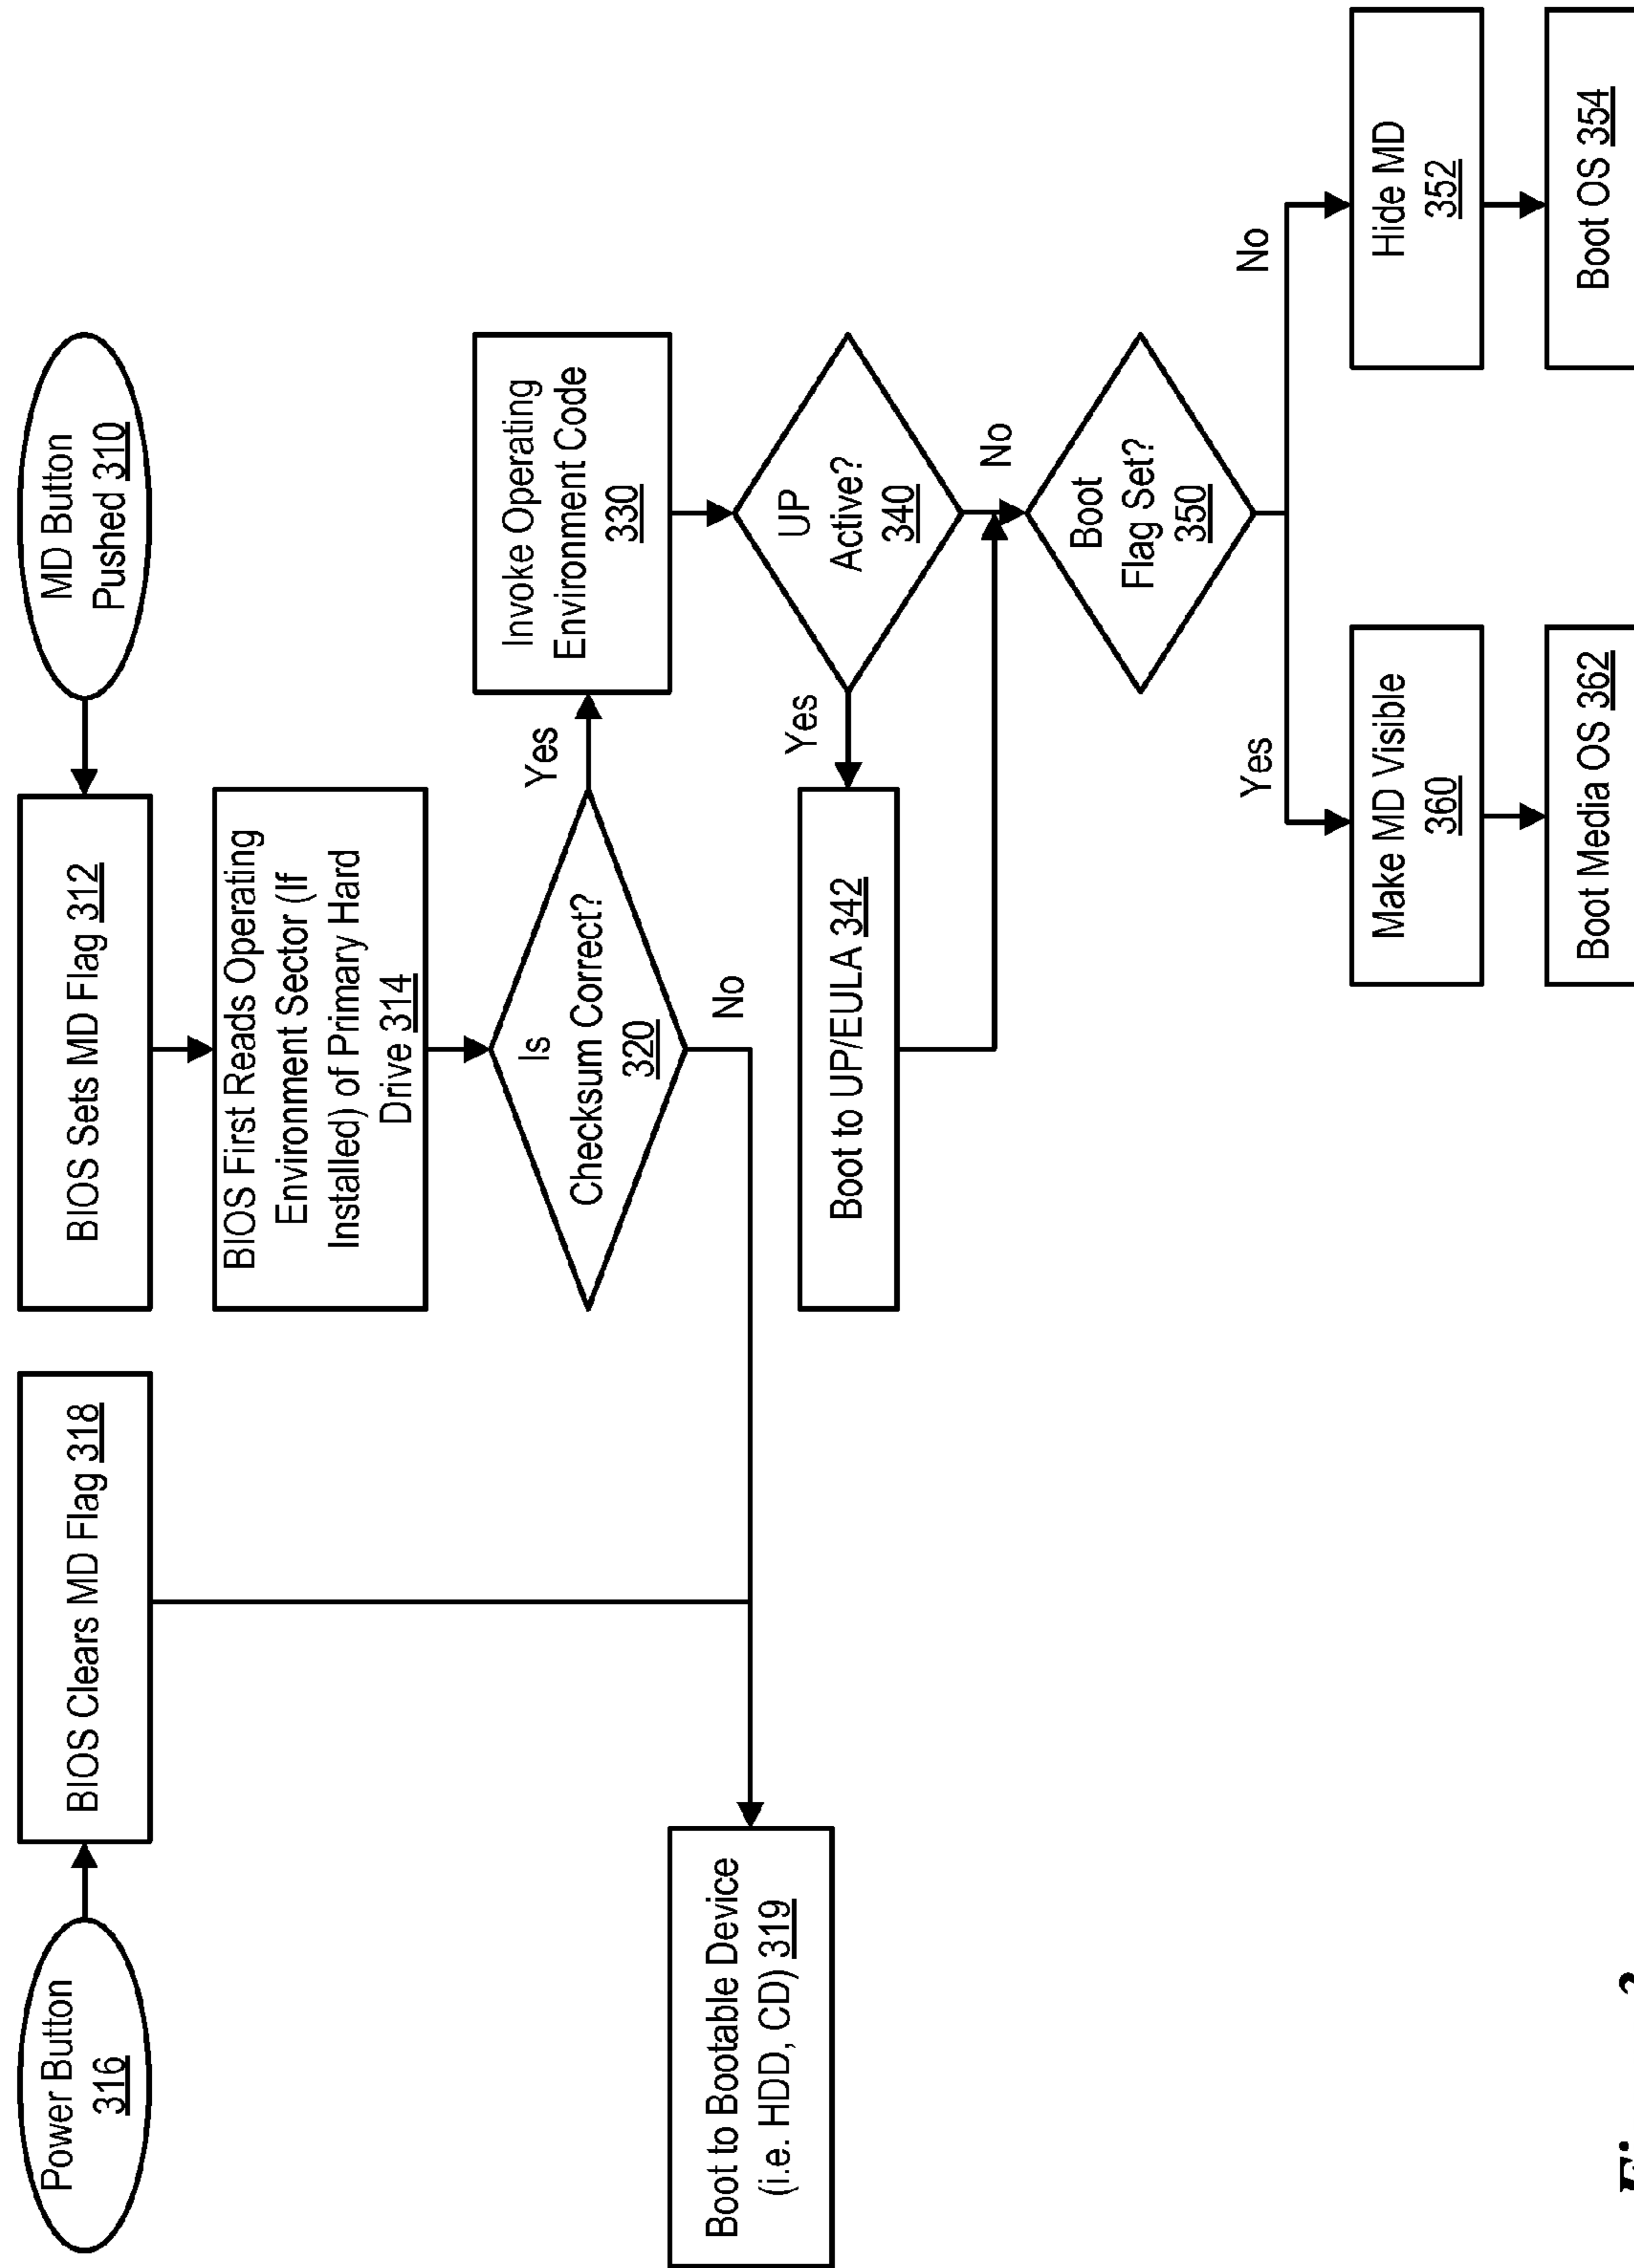 Power Button
316
BIOS Clears MD Flag 318
BIOS Sets MD Flag 312
MD Button
Pushed 310
BIOS First Reads Operating
Environment Sector (If
Installed) of Primary Hard
Drive 314
Is
Checksum Correct?
320
Yes
No
Invoke Operating
Environment Code
330
Boot to Bootable Device
(i.e. HDD, CD) 319
UP
Active?
340
Yes
No
Boot to UP/EULA 342
Boot
Flag Set?
350
Yes
No
Make MD Visible
360
Hide MD
352
Boot Media OS 362
Boot OS 354